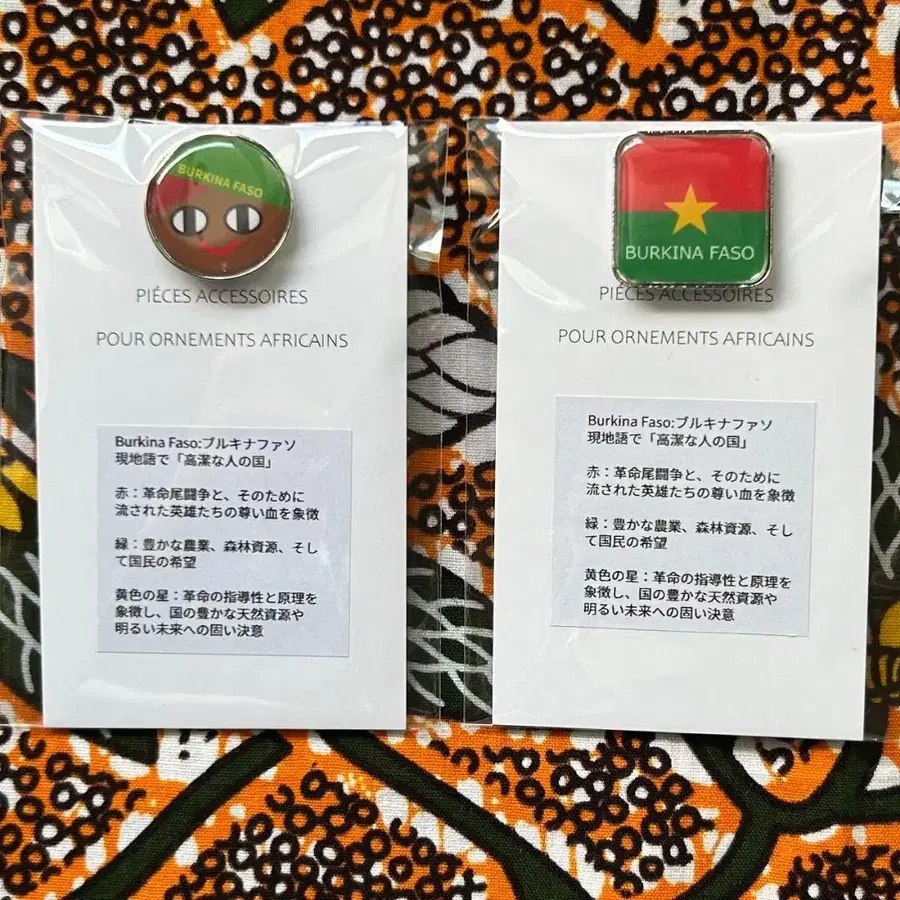 BURKINA FASO
PIÉCES ACCESSOIRES
POUR ORNEMENTS AFRICAINS
Burkina Faso:ブルキナファソ
現地語で「高潔な人の国」
赤：革命尾闘争と、そのために
流された英雄たちの尊い血を象徴
緑：豊かな農業、森林資源、そし
て国民の希望
黄色の星：革命の指導性と原理を
象徴し、国の豊かな天然資源や
明るい未来への固い決意
BURKINA FASO
PIÉCES ACCESSOIRES
POUR ORNEMENTS AFRICAINS
Burkina Faso:ブルキナファソ
現地語で「高潔な人の国」
赤：革命尾闘争と、そのために
流された英雄たちの尊い血を象徴
緑：豊かな農業、森林資源、そし
て国民の希望
黄色の星：革命の指導性と原理を
象徴し、国の豊かな天然資源や
明るい未来への固い決意